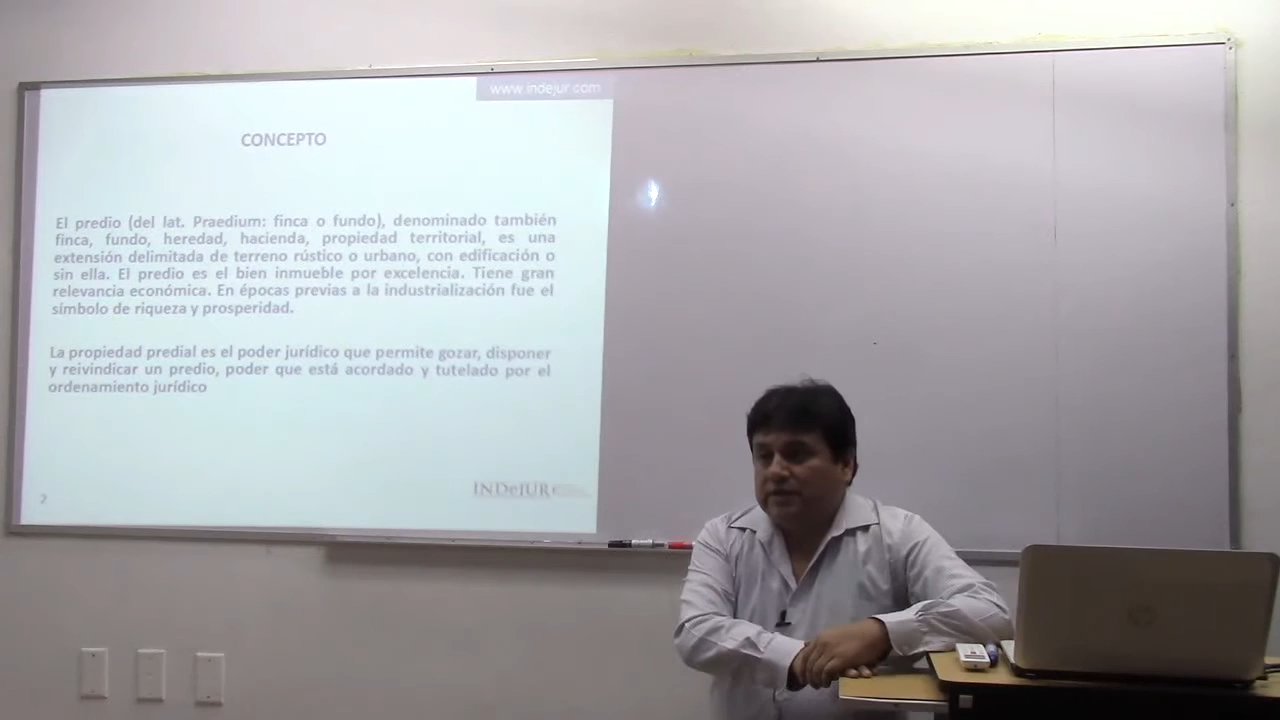 www.indejur.com
CONCEPTO
El predio (del lat. Praedium: finca o fundo), denominado también
finca, fundo, heredad, hacienda, propiedad territorial, es una
extensión delimitada de terreno rústico o urbano, con edificación o
sin ella. El predio es el bien inmueble por excelencia. Tiene gran
relevancia económica. En épocas previas a la industrialización fue el
símbolo de riqueza y prosperidad.
La propiedad predial es el poder jurídico que permite gozar, disponer
y reivindicar un predio, poder que está acordado y tutelado por el
ordenamiento jurídico
INDeJUR